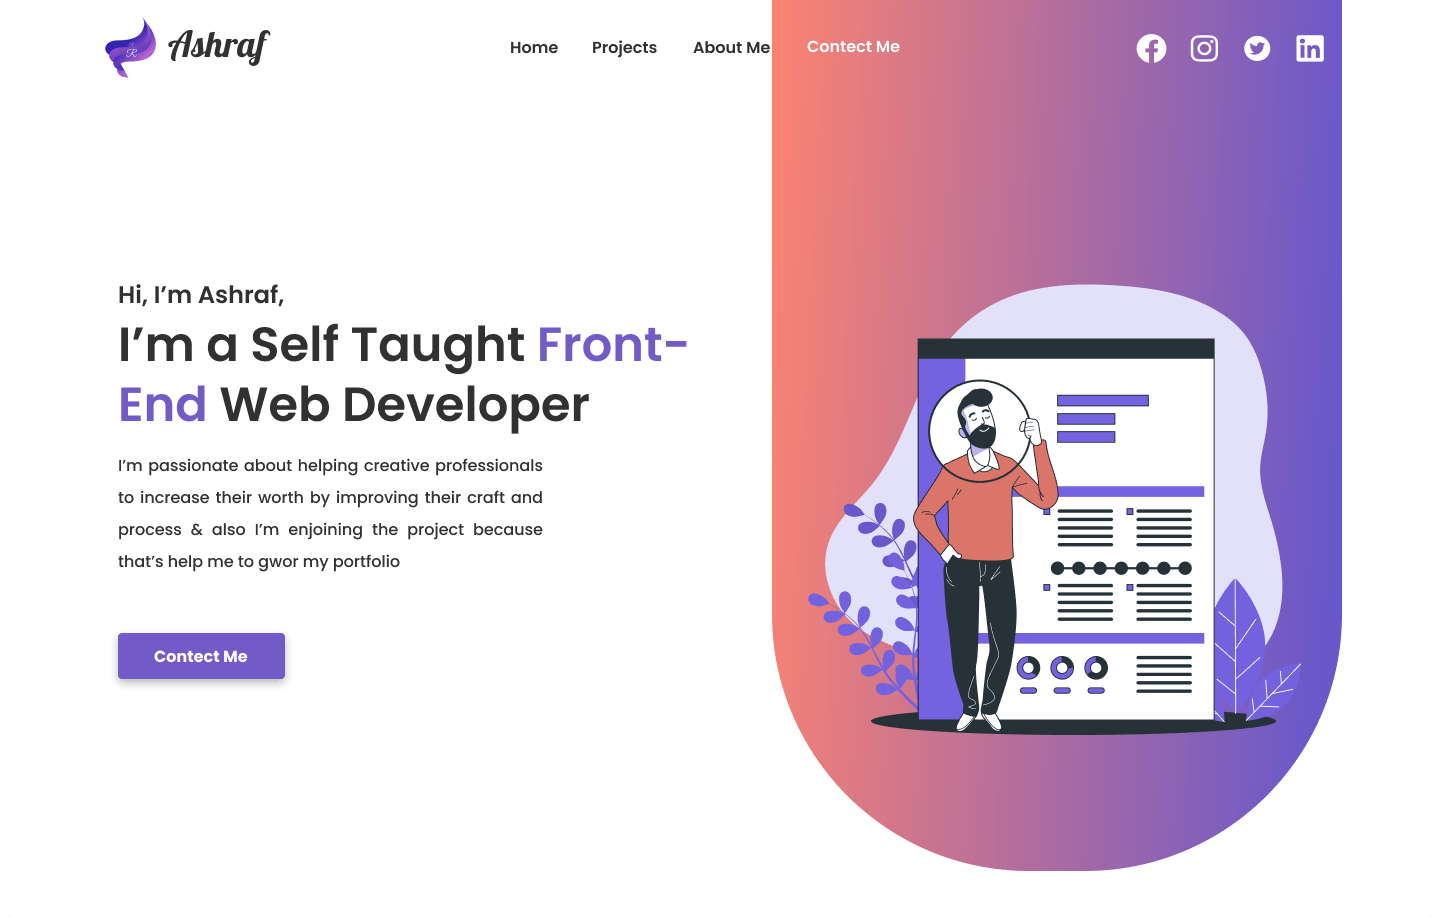 Ashraf
Home Projects About Me Contect Me
Hi, I’m Ashraf,
I’m a Self Taught Front-
End Web Developer
I’m passionate about helping creative professionals
to increase their worth by improving their craft and
process & also I’m enjoining the project because
that’s help me to gwor my portfolio
Contect Me